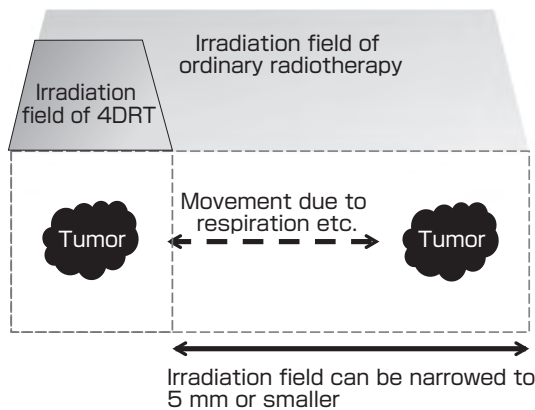 Irradiation field of
ordinary radiotherapy
Irradiation
field of 4DRT
Movement due to
respiration etc.
Tumor
Tumor
Irradiation field can be narrowed to
5 mm or smaller